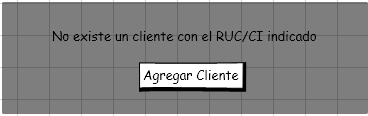 No existe un cliente con el RUC/CI indicado
Agregar Cliente